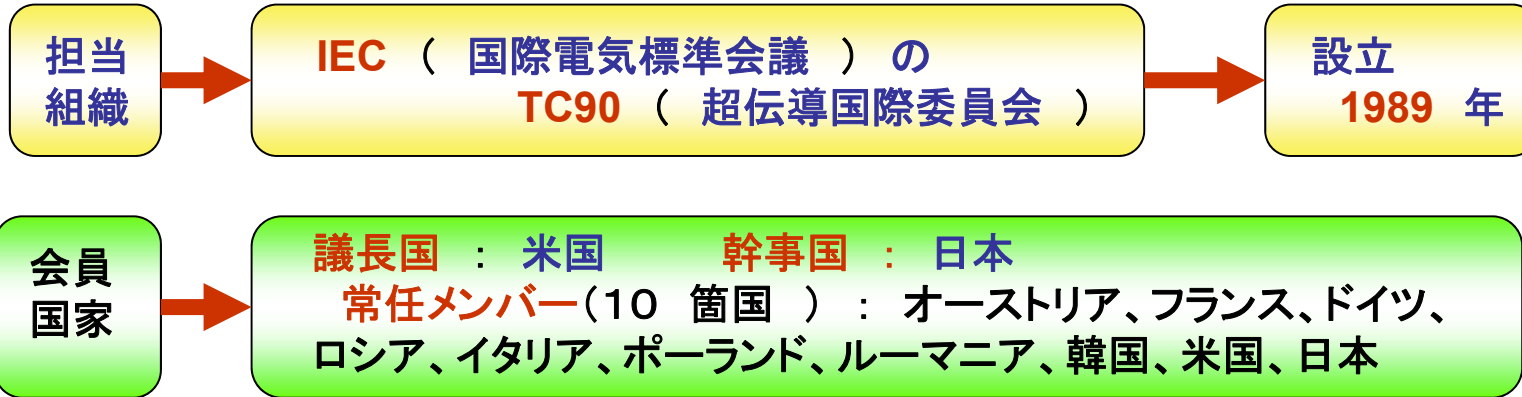 担当
組織
IEC （ 国際電気標準会議 ） の
TC90 （ 超伝導国際委員会 ）
設立
1989 年
会員
国家
議長国 ： 米国 幹事国 ： 日本
常任メンバー（１０ 箇国 ） ： オーストリア、フランス、ドイツ、
ロシア、イタリア、ポーランド、ルーマニア、韓国、米国、日本